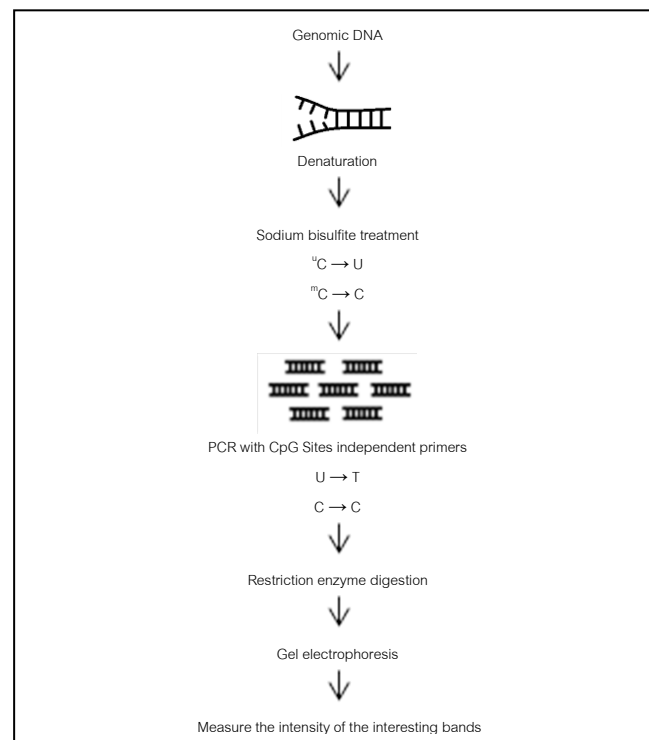 Genomic DNA
Denaturation
Sodium bisulfite treatment
ᵘC → U
ᵐC → C
PCR with CpG Sites independent primers
U → T
C → C
Restriction enzyme digestion
Gel electrophoresis
Measure the intensity of the interesting bands